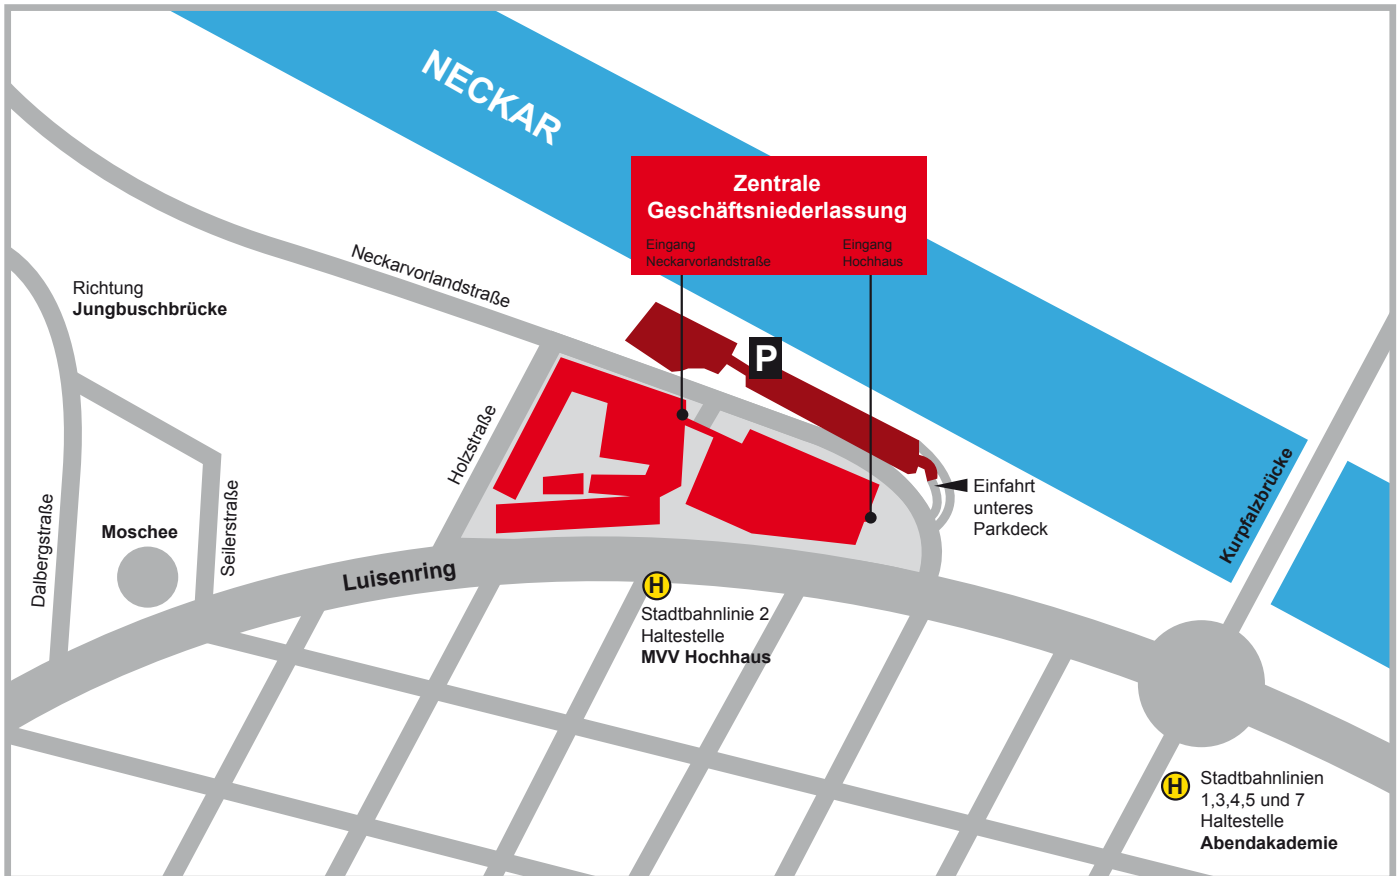 NECKAR
Zentrale
Geschäftsniederlassung
Eingang
Neckarvorlandstraße
Eingang
Hochhaus
Neckarvorlandstraße
Richtung
Jungbuschbrücke
P
Holzstraße
Einfahrt
unteres
Parkdeck
Kurpfalzbrücke
Dalbergstraße
Moschee
Seilerstraße
Luisenring
H
Stadtbahnlinie 2
Haltestelle
MVV Hochhaus
H
Stadtbahnlinien
1,3,4,5 und 7
Haltestelle
Abendakademie